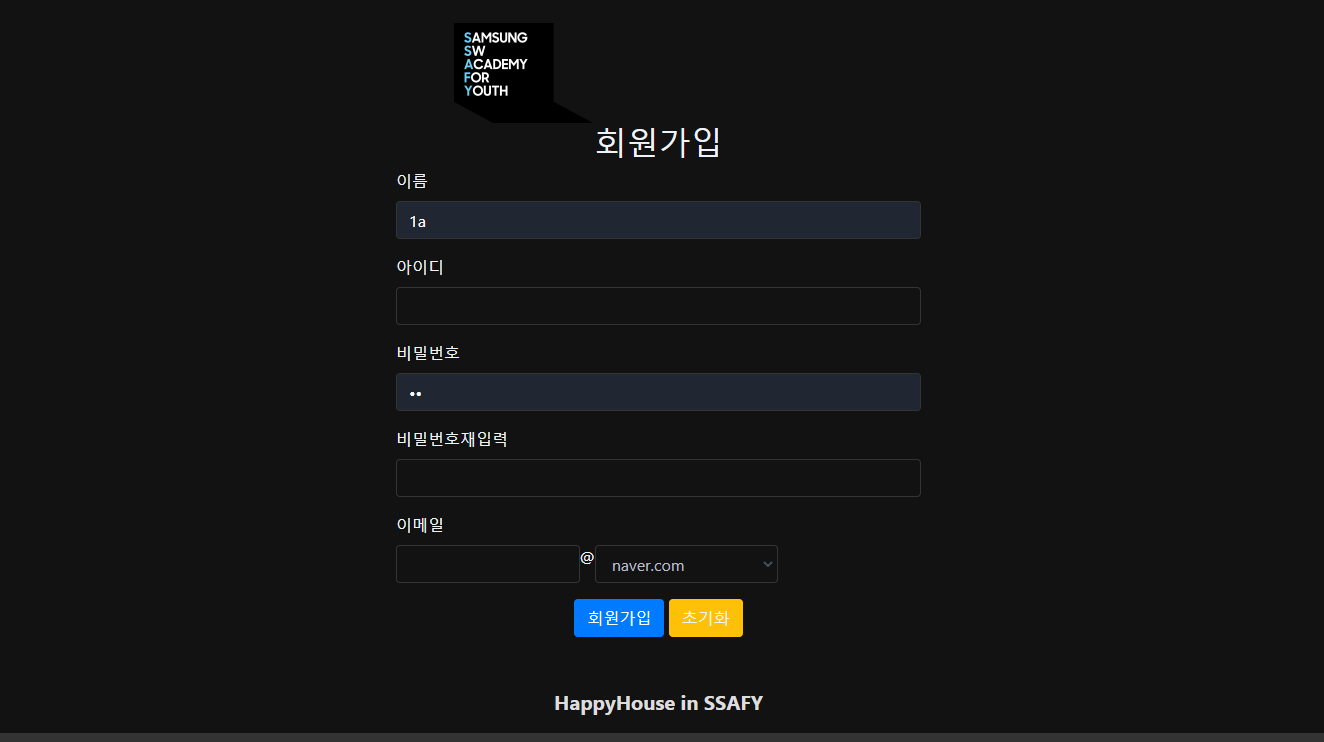 SAMSUNG
SW
ACADEMY
FOR
YOUTH
회원가입
이름
1a
아이디
비밀번호
••
비밀번호재입력
이메일
@ naver.com
회원가입 초기화
HappyHouse in SSAFY